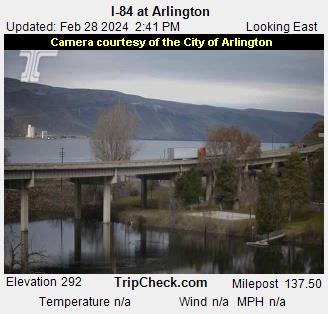 I-84 at Arlington
Updated: Feb 28 2024 2:41 PM Looking East
Camera courtesy of the City of Arlington
Elevation 292 TripCheck.com Milepost 137.50
Temperature n/a Wind n/a MPH n/a